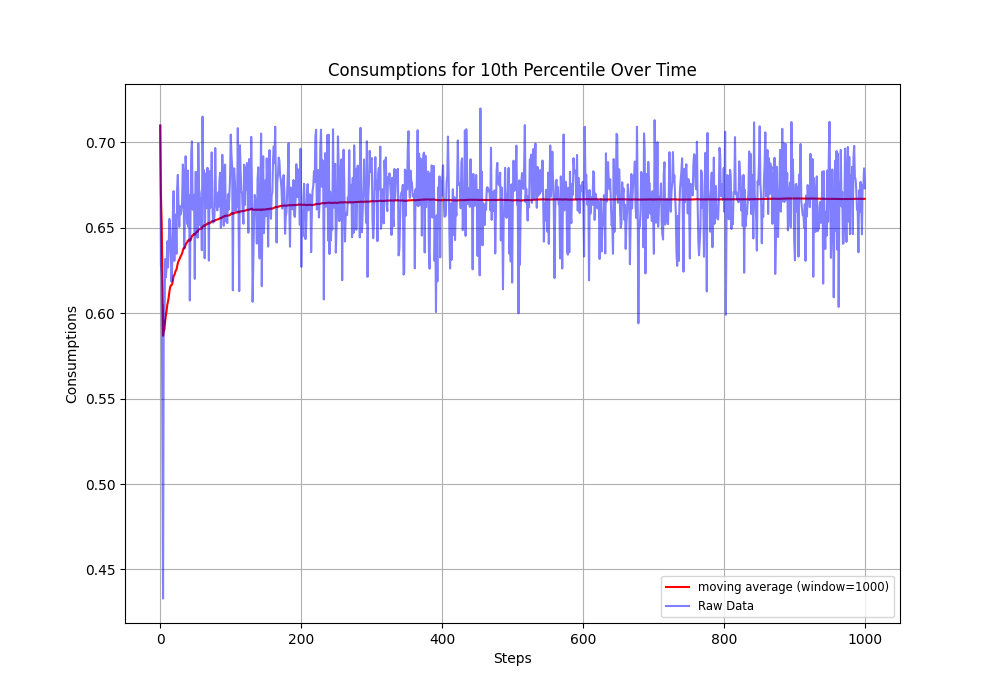 Consumptions for 10th Percentile Over Time
Consumptions
0.70
0.65
0.60
0.55
0.50
0.45
0
200
400
600
800
1000
Steps
moving average (window=1000)
Raw Data